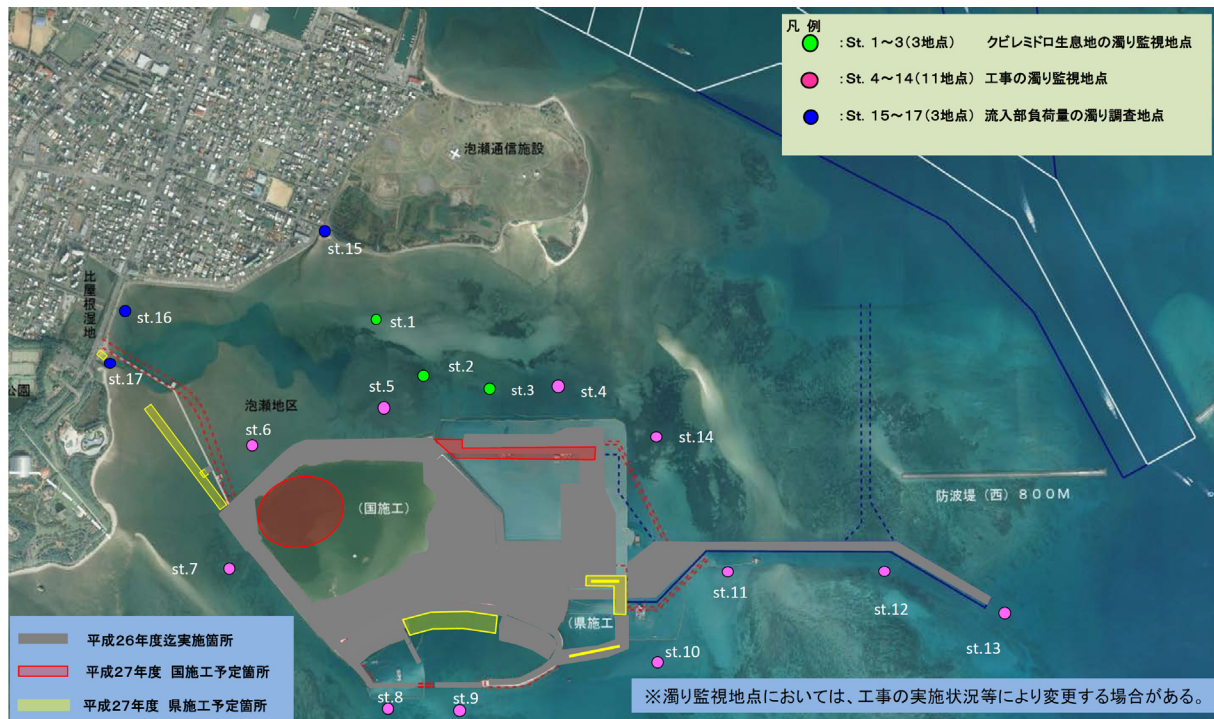 凡 例
:St. 1～3(3地点) クビレミドロ生息地の濁り監視地点
:St. 4～14(11地点) 工事の濁り監視地点
:St. 15～17(3地点) 流入部負荷量の濁り調査地点
泡瀬通信施設
st.15
比屋根湿地
st.16
st.1
st.17
st.2
st.5
st.3
st.4
公園
泡瀬地区
st.6
st.14
防波堤(西)800M
(国施工)
st.7
st.11
st.12
(県施工
st.13
st.10
st.8
st.9
平成26年度迄実施箇所
平成27年度 国施工予定箇所
平成27年度 県施工予定箇所
※濁り監視地点においては、工事の実施状況等により変更する場合がある。